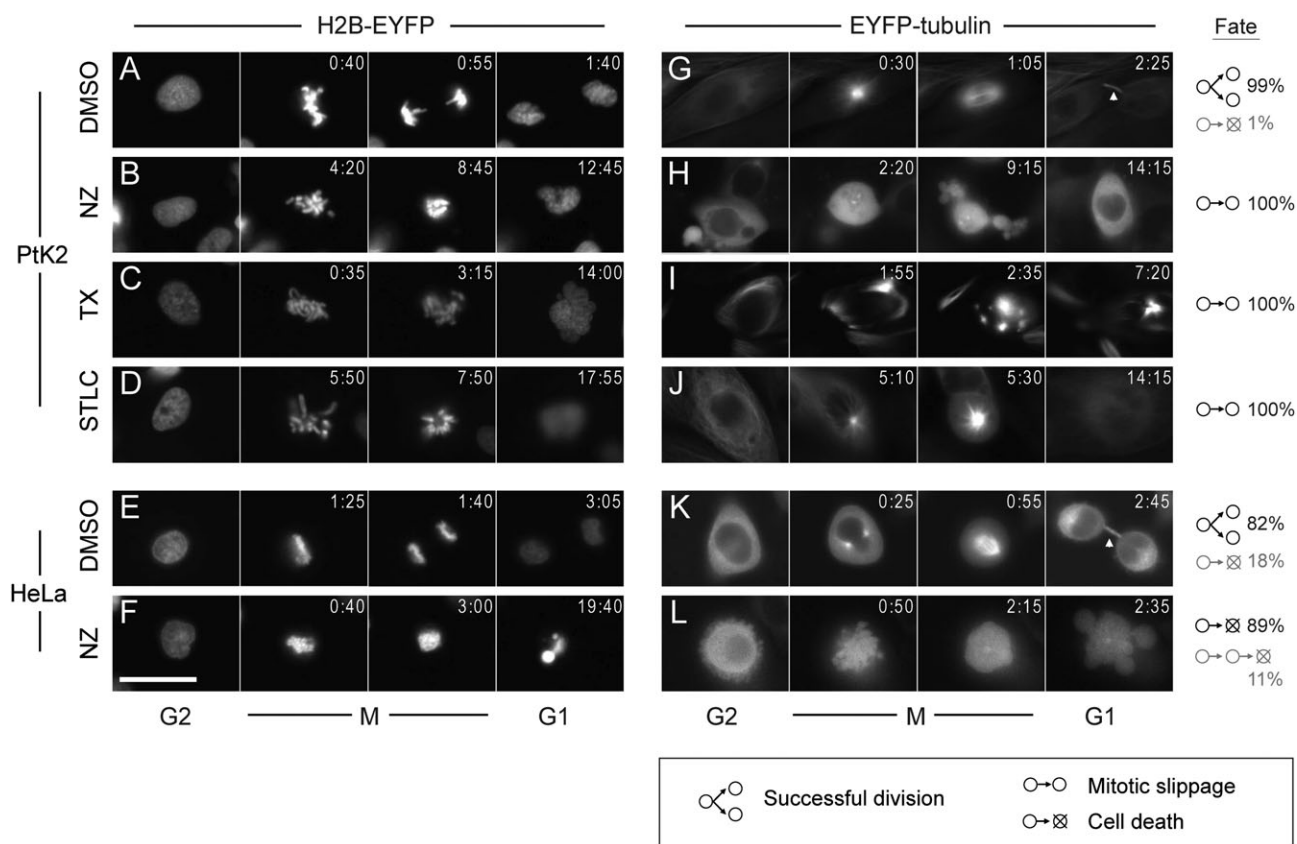 H2B-EYFP
EYFP-tubulin
Fate
PtK2
DMSO
A
0:40
0:55
1:40
G
0:30
1:05
2:25
99%
1%
NZ
B
4:20
8:45
12:45
H
2:20
9:15
14:15
100%
TX
C
0:35
3:15
14:00
I
1:55
2:35
7:20
100%
STLC
D
5:50
7:50
17:55
J
5:10
5:30
14:15
100%
HeLa
DMSO
E
1:25
1:40
3:05
K
0:25
0:55
2:45
82%
18%
NZ
F
0:40
3:00
19:40
L
0:50
2:15
2:35
89%
11%
G2
M
G1
G2
M
G1
Successful division
Mitotic slippage
Cell death